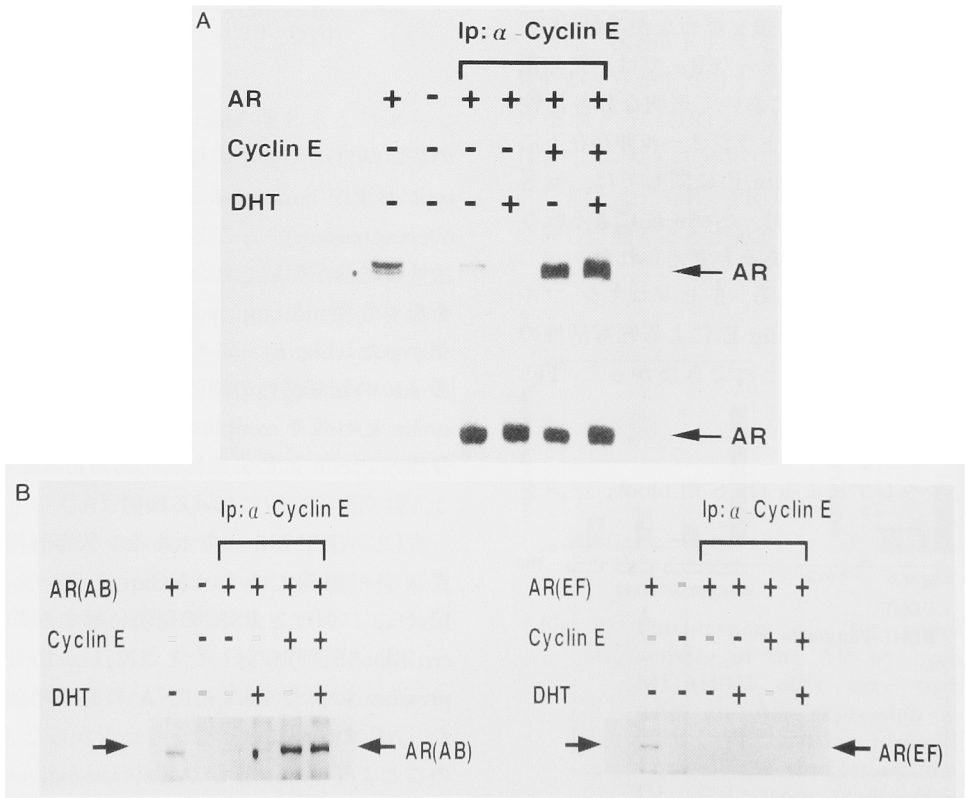 A
Ip: α -Cyclin E
AR + - + + + +
Cyclin E - - - - + +
DHT - - - + - +
AR
AR
B
Ip: α -Cyclin E
AR(AB) + - + + + +
Cyclin E - - - - + +
DHT - - - + - +
AR(AB)
Ip: α -Cyclin E
AR(EF) + - + + + +
Cyclin E - - - - + +
DHT - - - + - +
AR(EF)